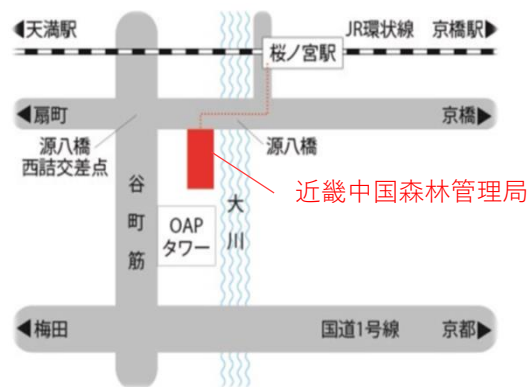 ◀天満駅
JR環状線 京橋駅▶
桜ノ宮駅
◀扇町
京橋▶
源八橋
西詰交差点
源八橋
谷町筋
大川
近畿中国森林管理局
OAP
タワー
◀梅田
国道1号線 京都▶